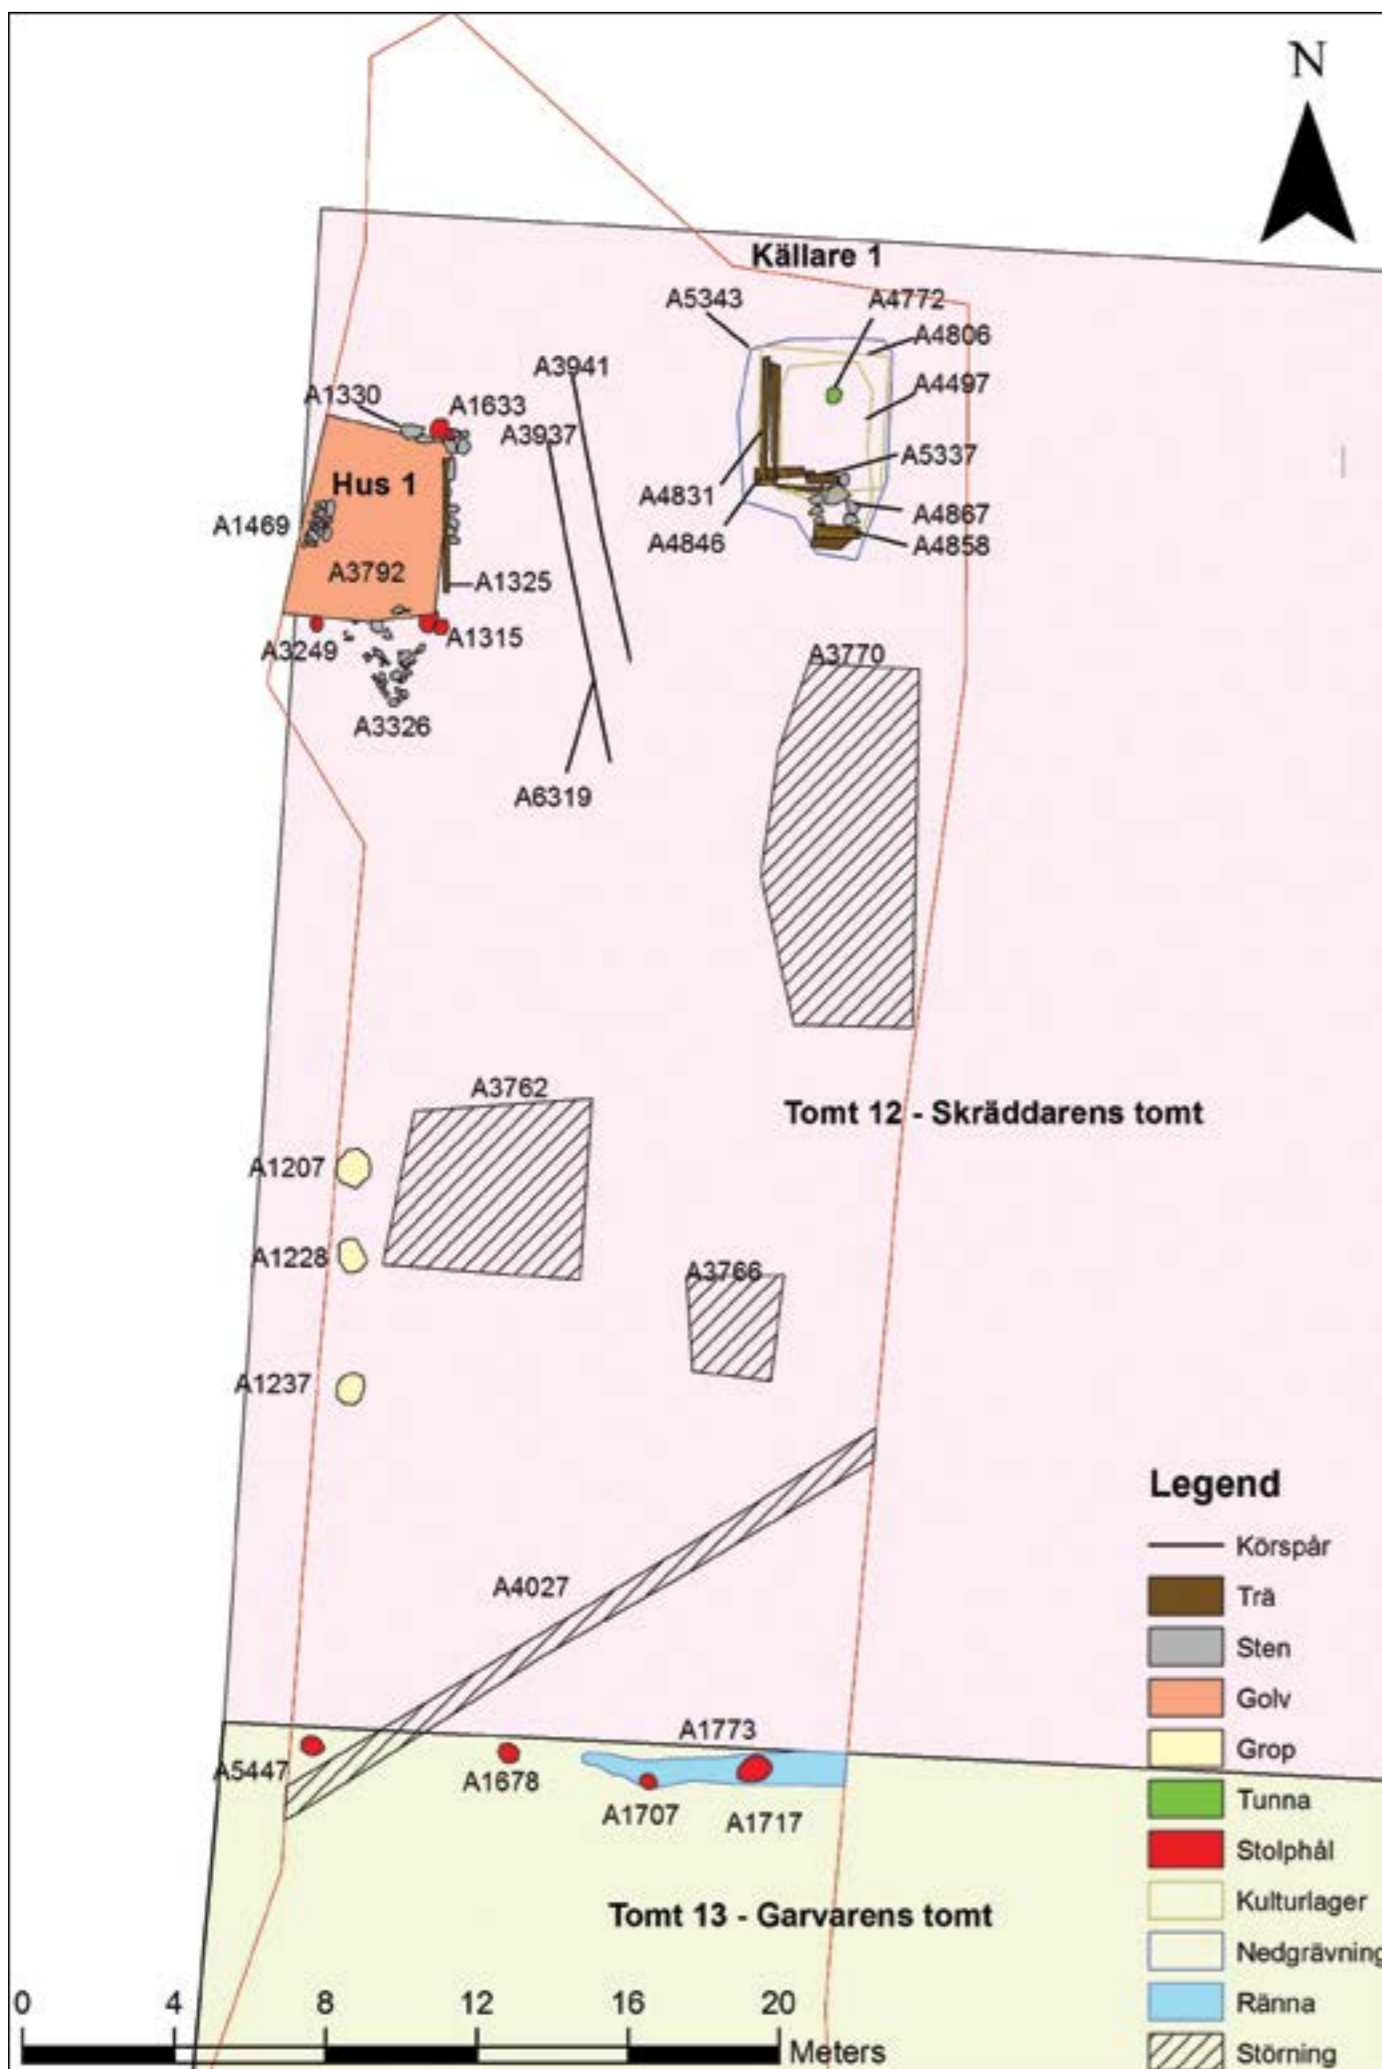 N
Källare 1
A5343
A4772
A4806
A3941
A4497
A1330
A1633
A3937
A5337
Hus 1
A4831
A4867
A1469
A4846
A4858
A3792
A1325
A1315
A3249
A3770
A3326
A6319
A3762
Tomt 12 - Skräddarens tomt
A1207
A1228
A3766
A1237
A4027
A1773
A5447
A1678
A1707
A1717
Tomt 13 - Garvarens tomt
0 4 8 12 16 20
Meters
Legend
Körspår
Trä
Sten
Golv
Grop
Tunna
Stolphål
Kulturlager
Nedgrävning
Ränna
Störning